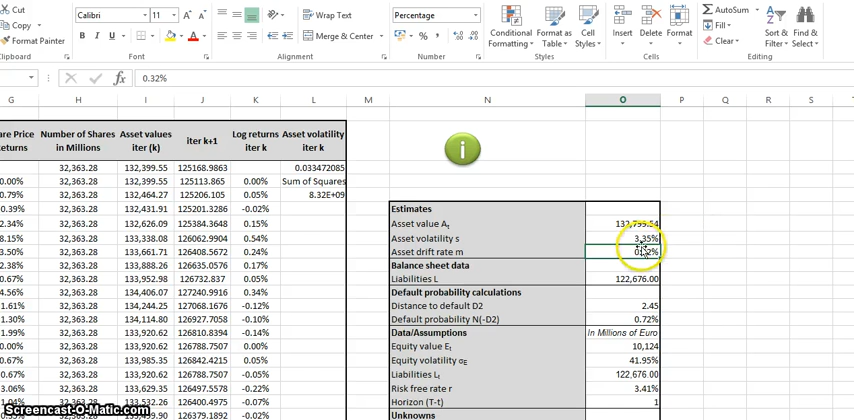 Cut
Copy
Format Painter
Clipboard
Calibri 11
B I U
Font
Wrap Text
Merge & Center
Alignment
Percentage
% ,
Number
Conditional Formatting
Format as Table
Cell Styles
Styles
Insert Delete Format
Cells
AutoSum
Fill
Clear
Sort & Filter
Find & Select
Editing
fx 0.32%
G H I J K L M N O P Q R S
are Price eturns Number of Shares in Millions Asset values iter (k) iter k+1 Log returns iter k Asset volatility iter k
32,363.28 132,399.55 125168.9863 0.033472085
0.00% 32,363.28 132,399.55 125113.865 0.00% Sum of Squares
0.79% 32,363.28 132,464.27 125206.105 0.05% 8.32E+09
0.39% 32,363.28 132,431.91 125201.3286 -0.02%
2.34% 32,363.28 132,626.09 125384.3648 0.15%
8.15% 32,363.28 133,338.08 126062.9904 0.54%
3.50% 32,363.28 133,661.71 126408.5672 0.24%
2.38% 32,363.28 133,888.26 126635.0576 0.17%
0.67% 32,363.28 133,952.98 126732.837 0.05%
4.56% 32,363.28 134,406.07 127240.9916 0.34%
1.61% 32,363.28 134,244.25 127068.1676 -0.12%
1.30% 32,363.28 134,114.80 126927.7058 -0.10%
1.99% 32,363.28 133,920.62 126810.8394 -0.14%
0.00% 32,363.28 133,920.62 126788.7507 0.00%
0.67% 32,363.28 133,985.35 126842.4215 0.05%
0.67% 32,363.28 133,920.62 126788.7507 -0.05%
3.06% 32,363.28 133,629.35 126497.5578 -0.22%
133,532.26 126400.4975 -0.07%
126379.1892 -0.02%
i
Estimates
Asset value At 132,799.54
Asset volatility s 3.35%
Asset drift rate m
Balance sheet data
Liabilities L 122,676.00
Default probability calculations
Distance to default D2 2.45
Default probability N(-D2) 0.72%
Data/Assumptions In Millions of Euro
Equity value Et 10,124
Equity volatility σE 41.95%
Liabilities Lt 122,676.00
Risk free rate r 3.41%
Horizon (T-t) 1
Unknowns
Screencast-O-Matic.com